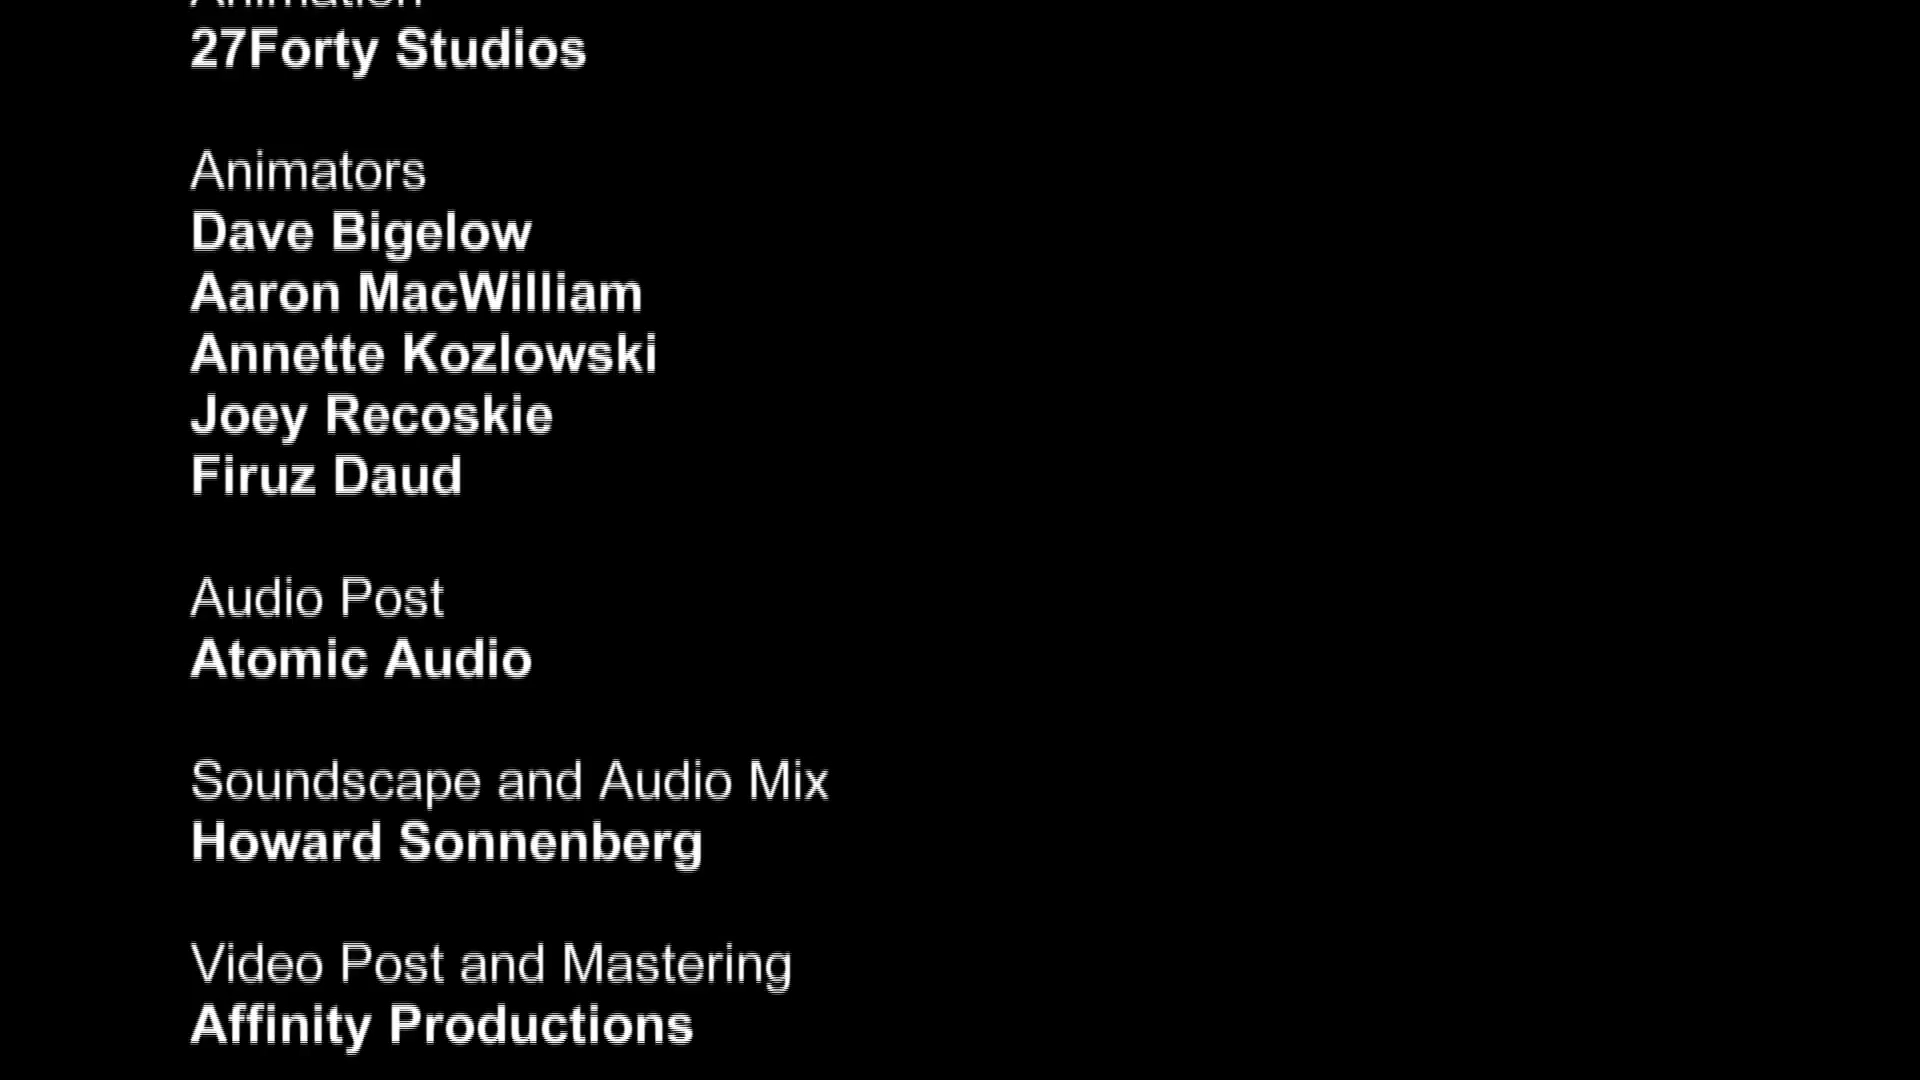 Animation
27Forty Studios
Animators
Dave Bigelow
Aaron MacWilliam
Annette Kozlowski
Joey Recoskie
Firuz Daud
Audio Post
Atomic Audio
Soundscape and Audio Mix
Howard Sonnenberg
Video Post and Mastering
Affinity Productions